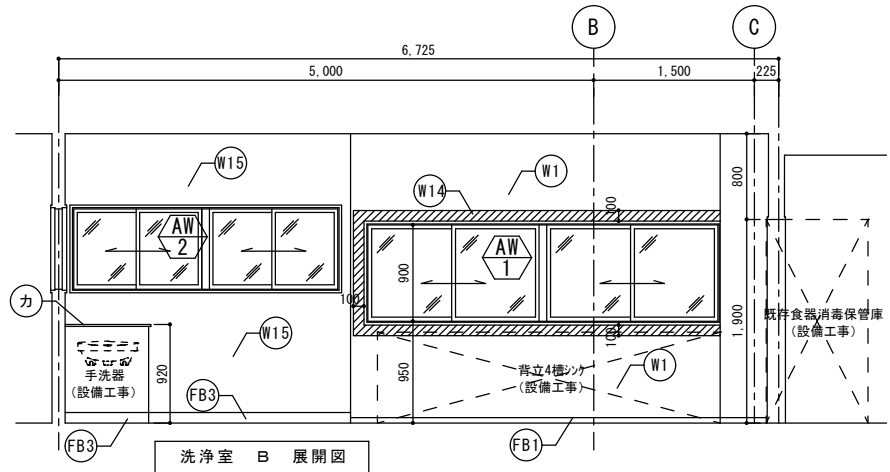 B
C
6,725
5,000
1,500
225
W15
W1
W14
100
800
AW
2
AW
1
900
100
カ
既存食器消毒保管庫
(設備工事)
1,900
W15
100
手洗器
(設備工事)
920
950
背立4槽シンク
(設備工事)
W1
FB3
FB3
FB1
洗浄室 B 展開図